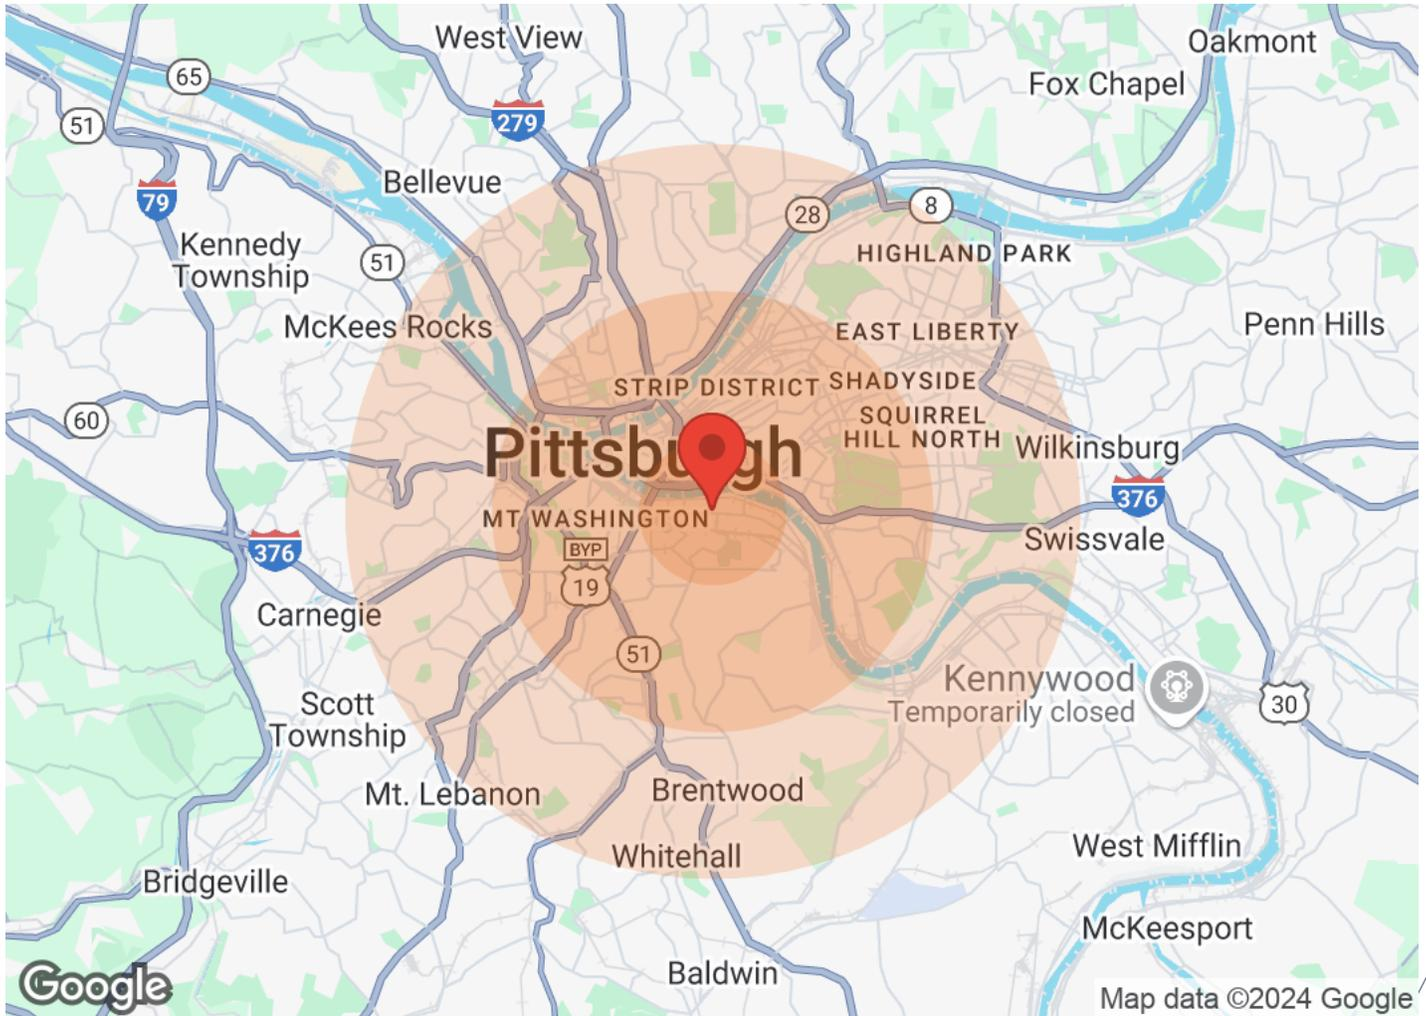 West View
Oakmont
Fox Chapel
65
51
279
Bellevue
79
28
8
Kennedy
Township
51
HIGHLAND PARK
McKees Rocks
EAST LIBERTY
Penn Hills
STRIP DISTRICT
SHADYSIDE
60
SQUIRREL
HILL NORTH
Pittsburgh
Wilkinsburg
376
MT WASHINGTON
376
BYP
19
Swissvale
Carnegie
51
Kennywood
Temporarily closed
30
Scott
Township
Mt. Lebanon
Brentwood
Whitehall
West Mifflin
Bridgeville
McKeesport
Baldwin
Google
Map data ©2024 Google